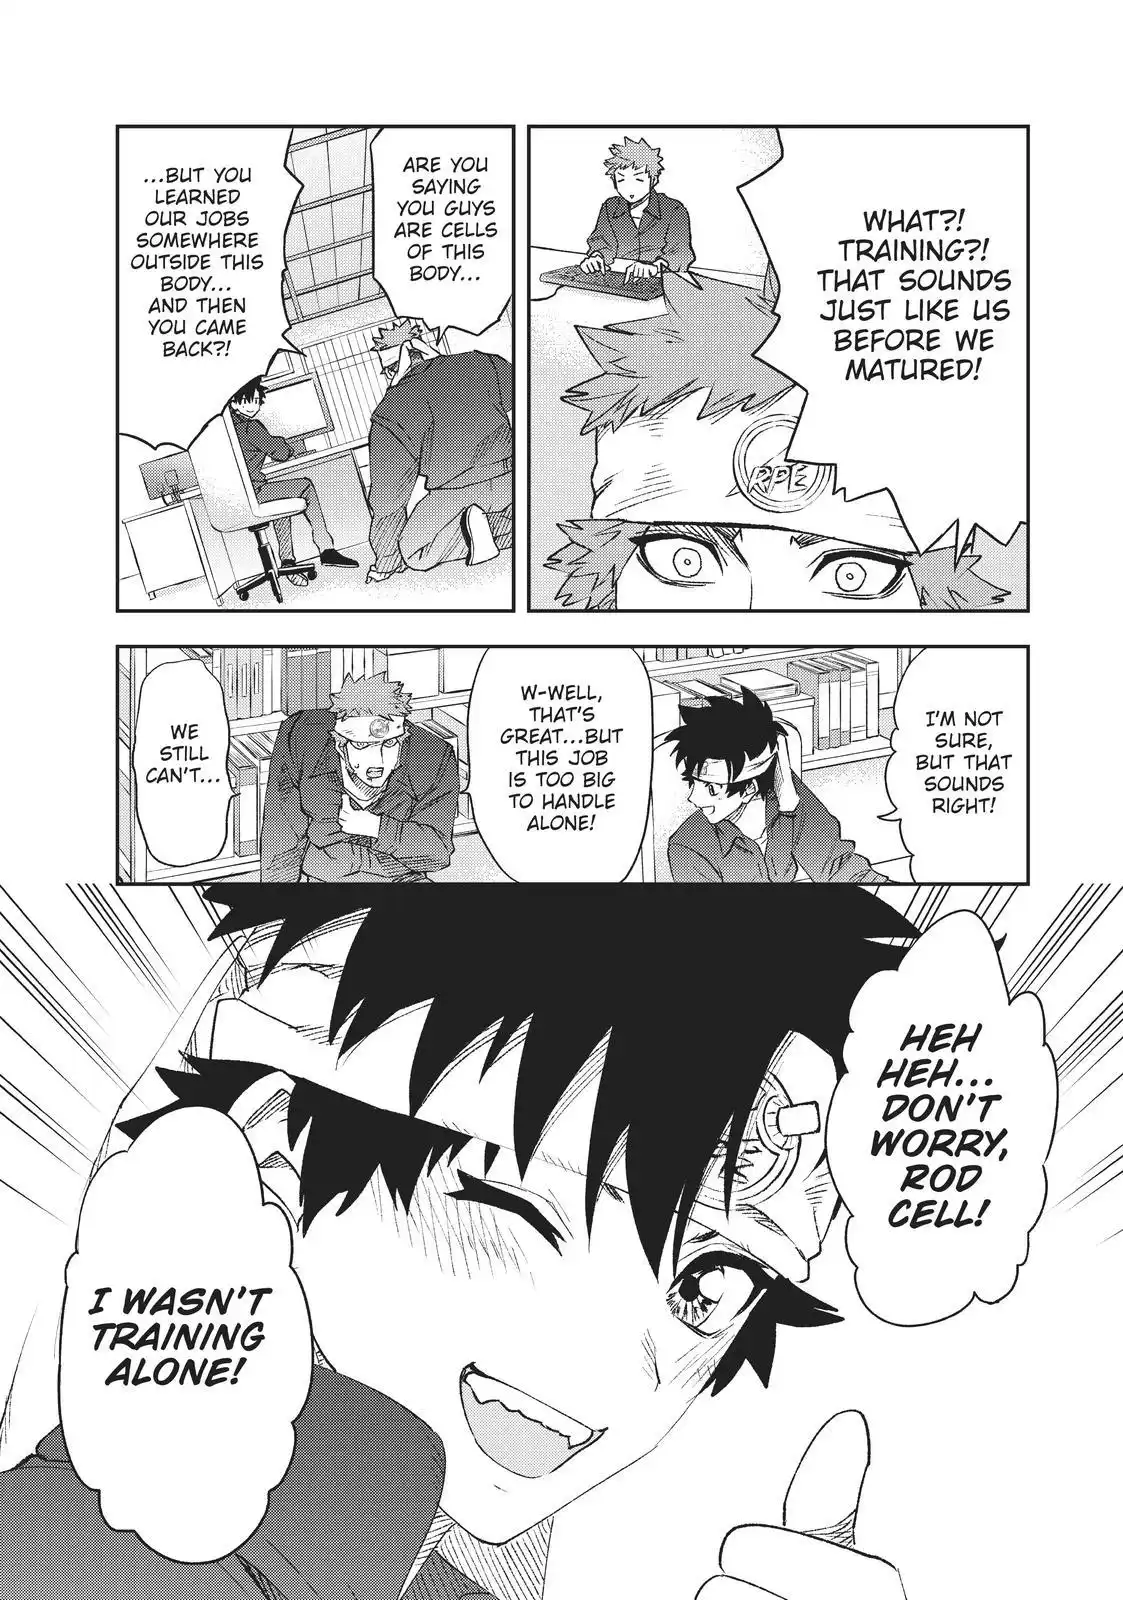 WHAT?!
TRAINING?!
THAT SOUNDS
JUST LIKE US
BEFORE WE
MATURED!
RPE
ARE YOU
SAYING
YOU GUYS
ARE CELLS
OF THIS
BODY...
...BUT YOU
LEARNED
OUR JOBS
SOMEWHERE
OUTSIDE THIS
BODY...
AND THEN
YOU CAME
BACK?!
I'M NOT
SURE,
BUT THAT
SOUNDS
RIGHT!
W-WELL,
THAT'S
GREAT...BUT
THIS JOB
IS TOO BIG
TO HANDLE
ALONE!
WE
STILL
CAN'T...
HEH
HEH...
DON'T
WORRY,
ROD
CELL!
I WASN'T
TRAINING
ALONE!